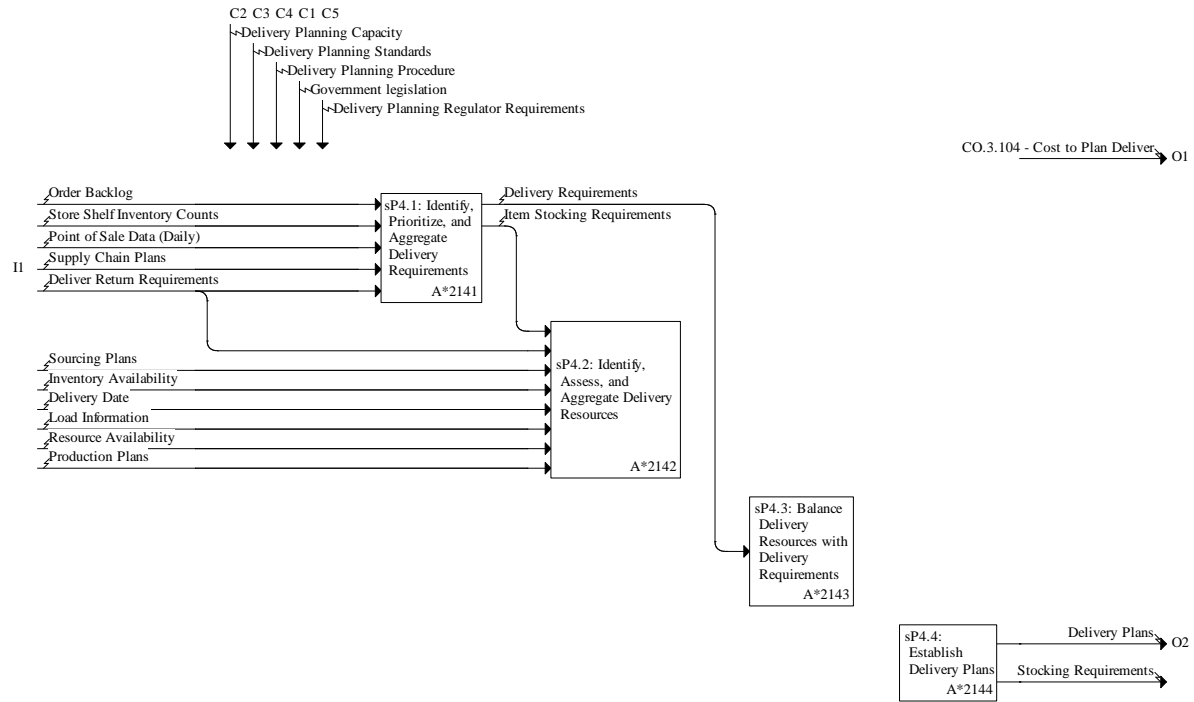 C2 C3 C4 C1 C5
Delivery Planning Capacity
Delivery Planning Standards
Delivery Planning Procedure
Government legislation
Delivery Planning Regulator Requirements
CO.3.104 - Cost to Plan Deliver
O1
Order Backlog
Store Shelf Inventory Counts
Point of Sale Data (Daily)
Supply Chain Plans
I1
Deliver Return Requirements
sP4.1: Identify,
Prioritize, and
Aggregate
Delivery
Requirements
A*2141
Delivery Requirements
Item Stocking Requirements
Sourcing Plans
Inventory Availability
Delivery Date
Load Information
Resource Availability
Production Plans
sP4.2: Identify,
Assess, and
Aggregate Delivery
Resources
A*2142
sP4.3: Balance
Delivery
Resources with
Delivery
Requirements
A*2143
sP4.4:
Establish
Delivery Plans
A*2144
Delivery Plans
O2
Stocking Requirements